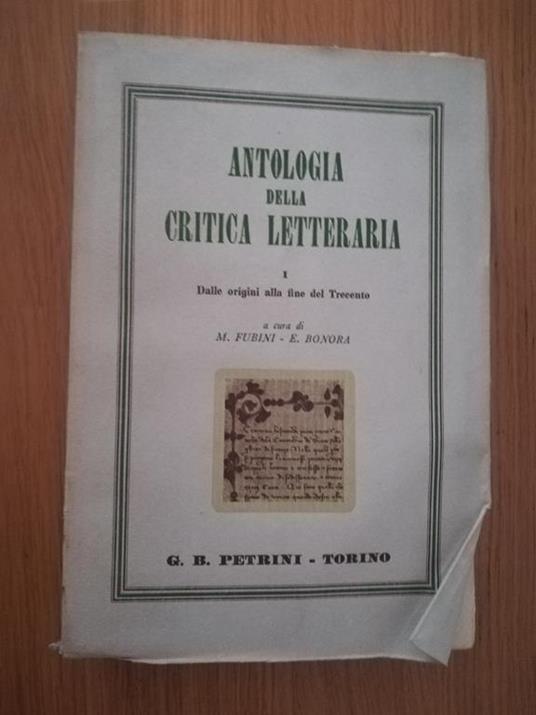 ANTOLOGIA
DELLA
CRITICA LETTERARIA
I
Dalle origini alla fine del Trecento
a cura di
M. FUBINI - E. BONORA
G. B. PETRINI - TORINO